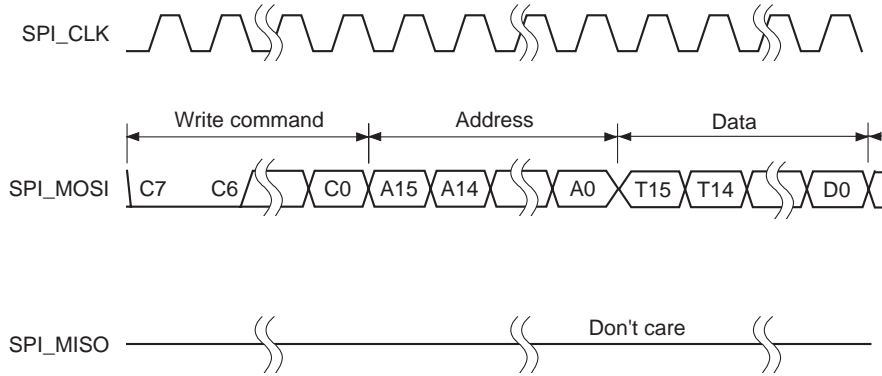 SPI_CLK
Write command Address Data
SPI_MOSI C7 C6 C0 A15 A14 A0 T15 T14 D0
Don't care
SPI_MISO